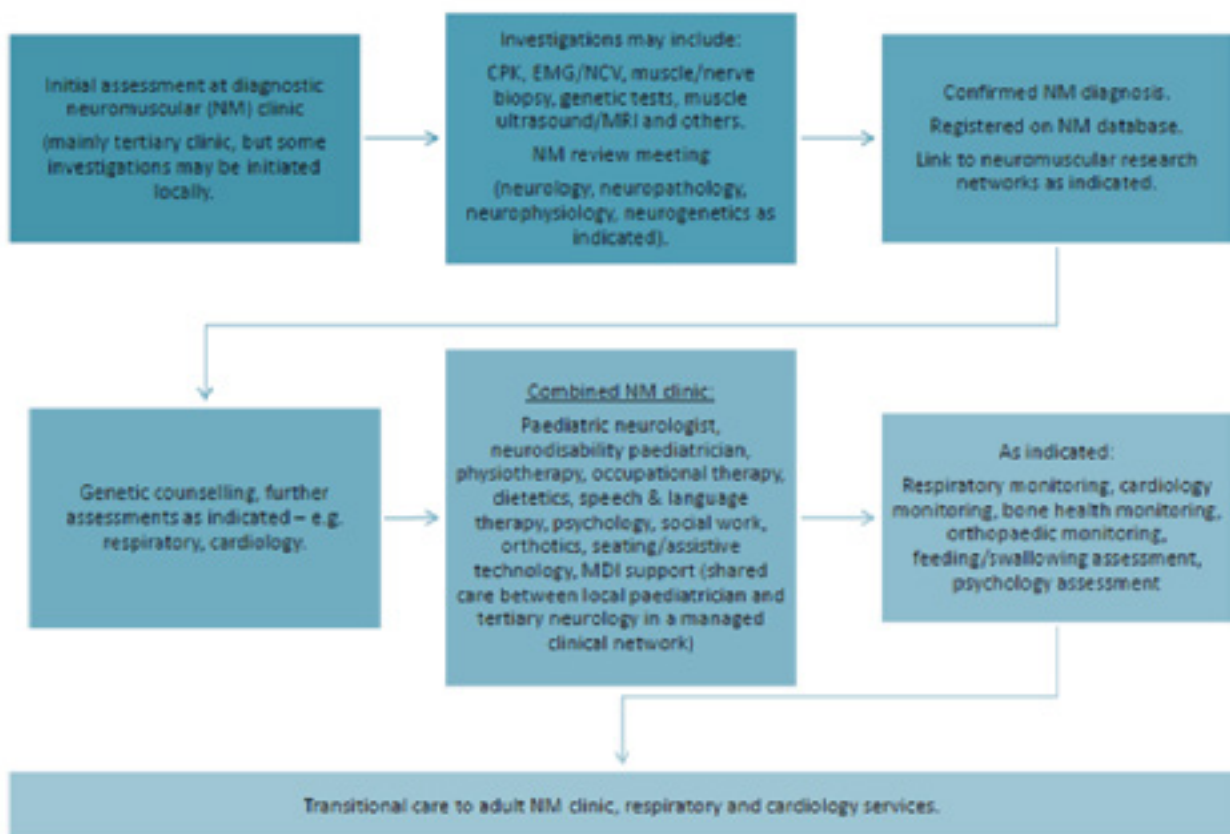 Initial assessment at diagnostic
neuromuscular (NM) clinic
(mainly tertiary clinic, but some
investigations may be initiated
locally.
Investigations may include:
CPK, EMG/NCV, muscle/nerve
biopsy, genetic tests, muscle
ultrasound/MRI and others.
NM review meeting
(neurology, neuropathology,
neurophysiology, neurogenetics as
indicated).
Confirmed NM diagnosis.
Registered on NM database.
Link to neuromuscular research
networks as indicated.
Genetic counselling, further
assessments as indicated – e.g.
respiratory, cardiology.
Combined NM clinic:
Paediatric neurologist,
neurodisability paediatrician,
physiotherapy, occupational therapy,
dietetics, speech & language
therapy, psychology, social work,
orthotics, seating/assistive
technology, MDI support (shared
care between local paediatrician and
tertiary neurology in a managed
clinical network)
As indicated:
Respiratory monitoring, cardiology
monitoring, bone health monitoring,
orthopaedic monitoring,
feeding/swallowing assessment,
psychology assessment
Transitional care to adult NM clinic, respiratory and cardiology services.